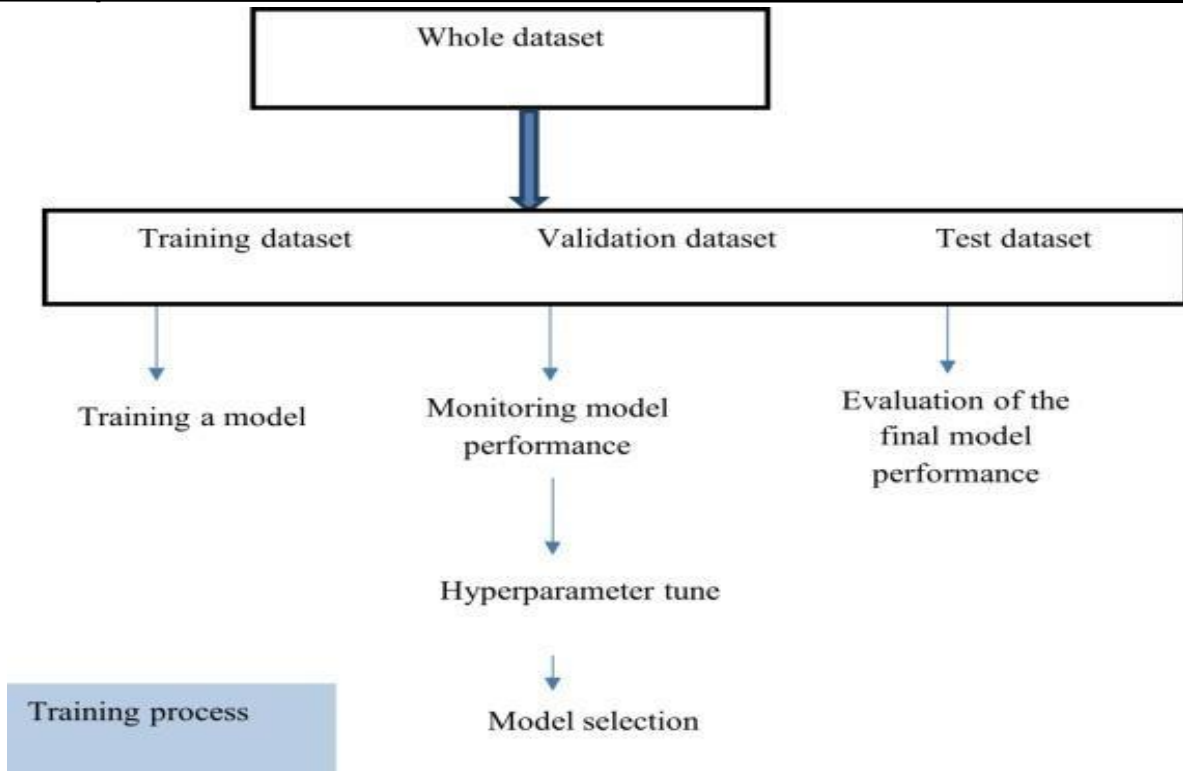 Whole dataset
Training dataset
Validation dataset
Test dataset
Training a model
Monitoring model
performance
Evaluation of the
final model
performance
Hyperparameter tune
Model selection
Training process